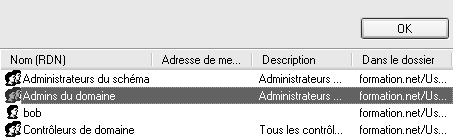 OK
Nom (RDN) Adresse de me... Description Dans le dossier
Administrateurs du schéma Administrateurs ... formation.net/Us...
Admins du domaine Administrateurs ... formation.net/Us...
bob formation.net/Us...
Contrôleurs de domaine Tous les contrôl... formation.net/Us...